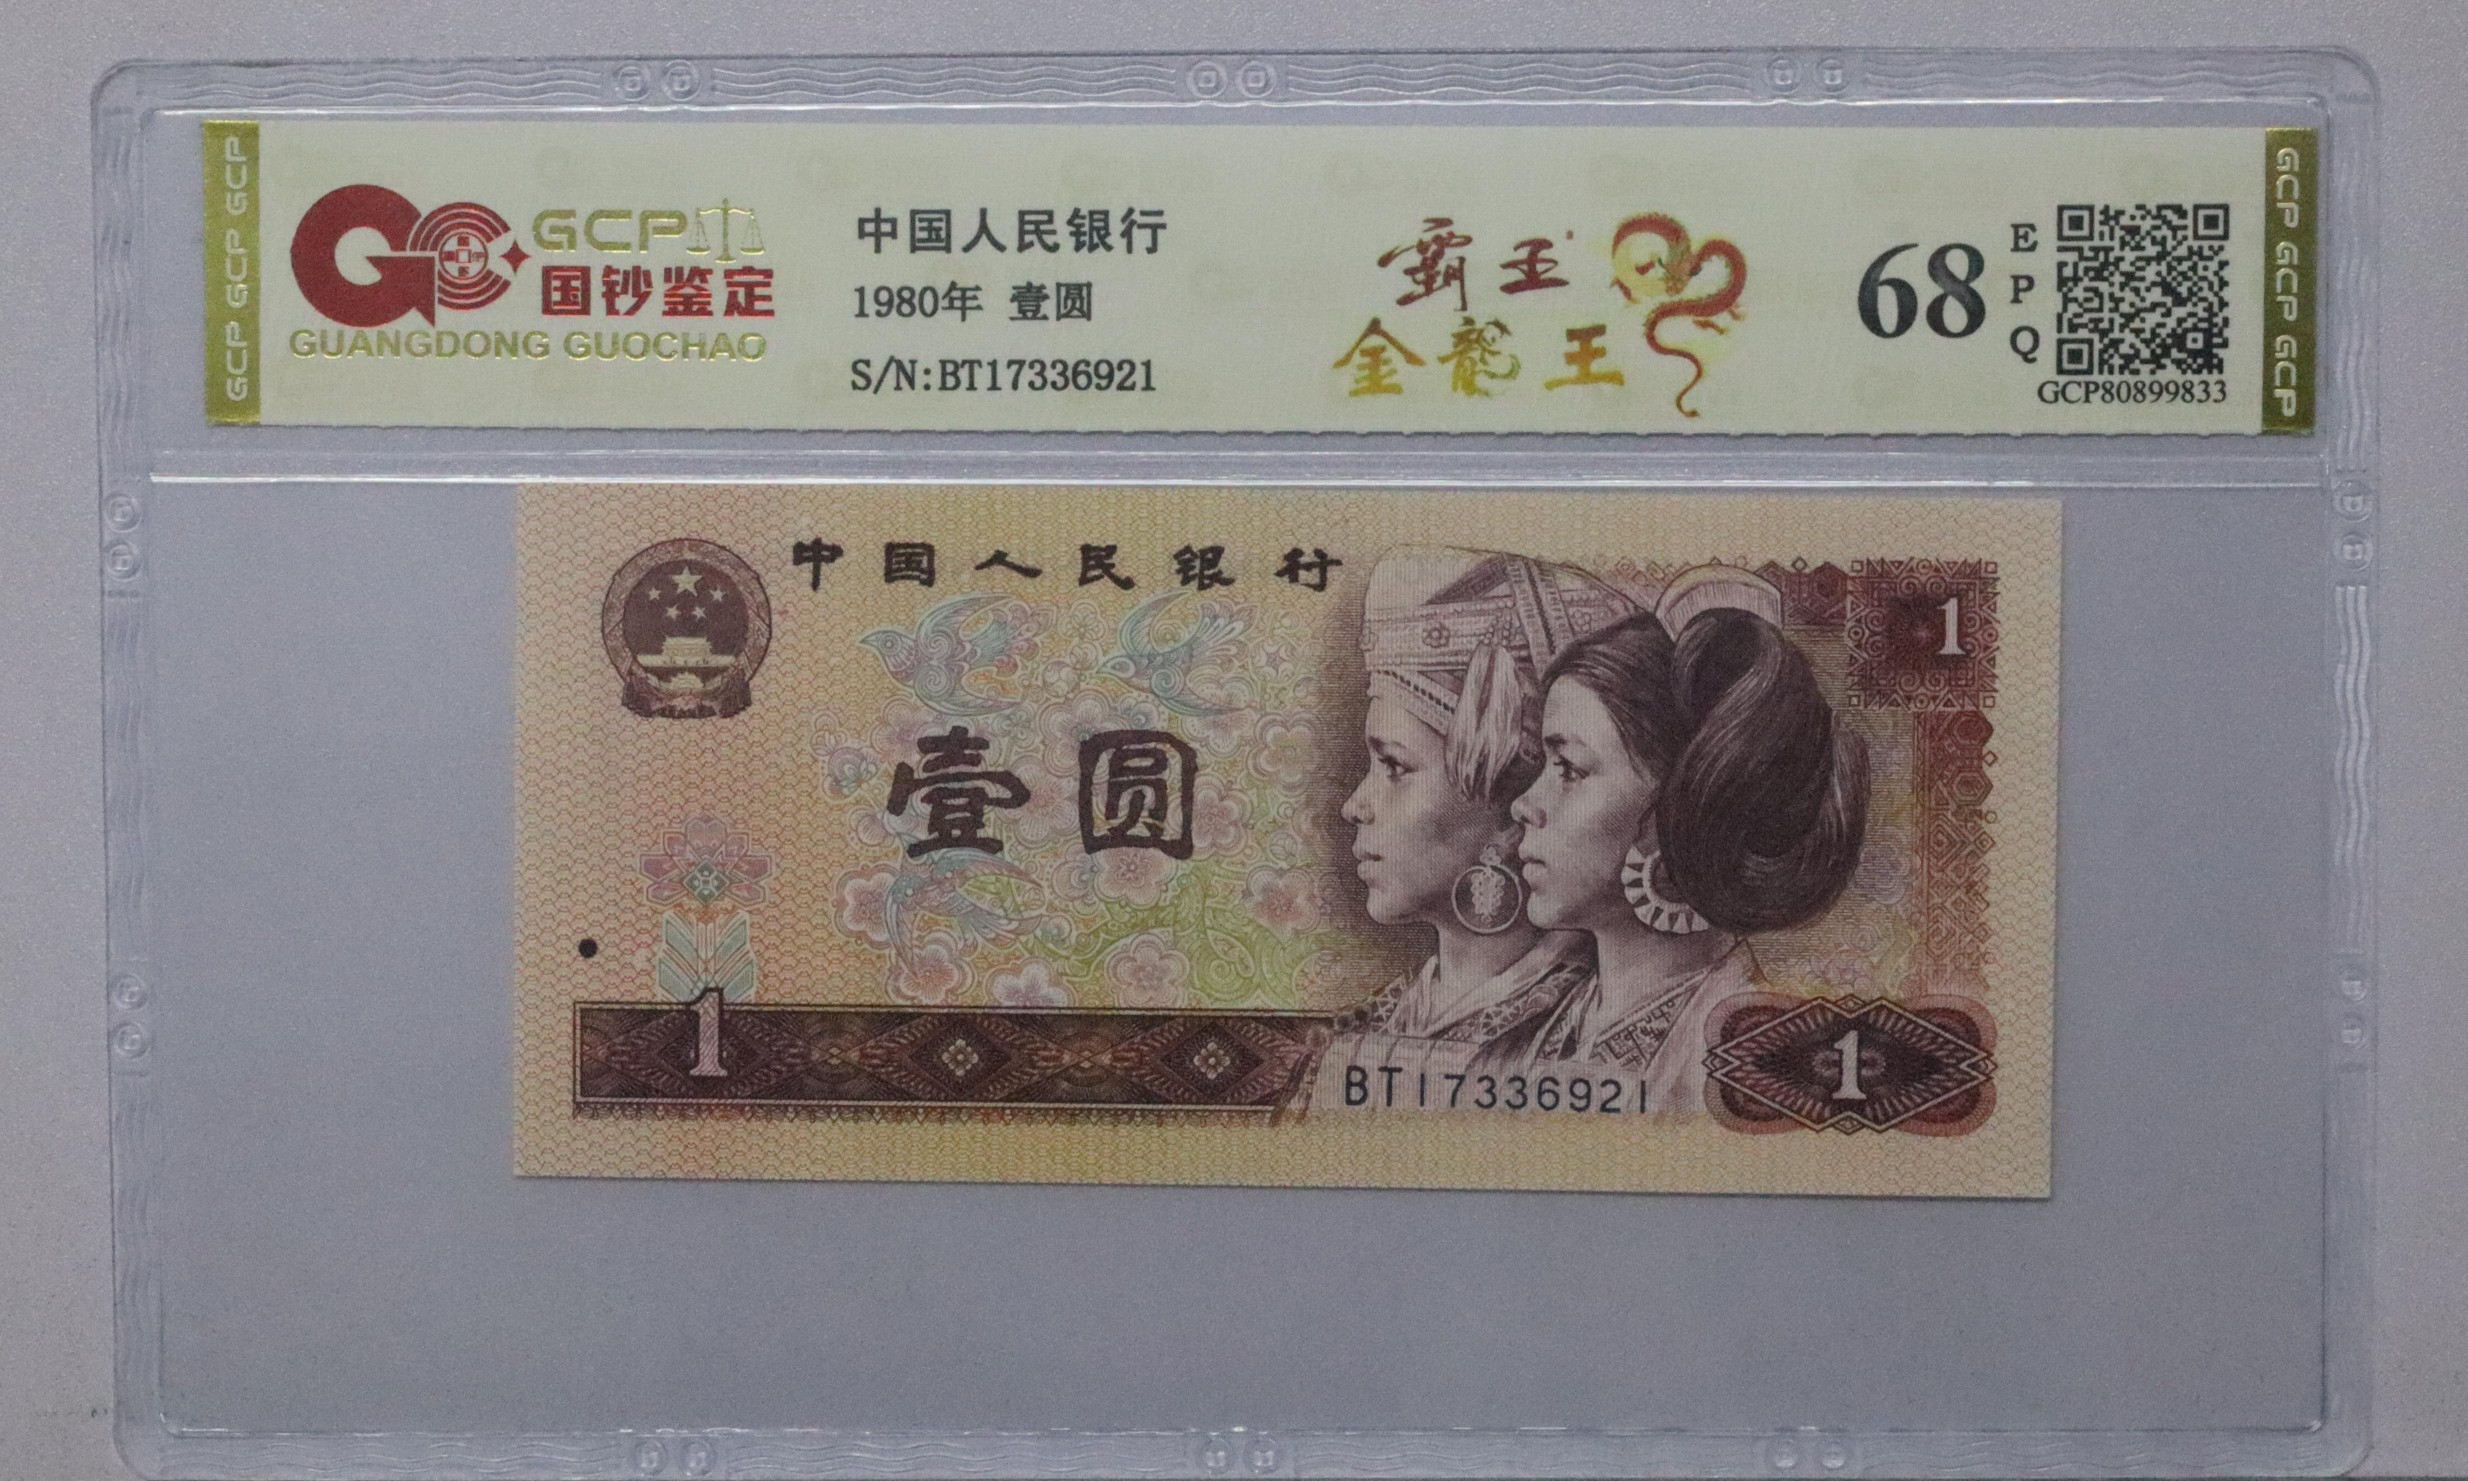 GCP GCP GCP
GCP
国钞鉴定
GUANGDONG GUOCHAO
中国人民银行
1980年 壹圆
S/N:BT17336921
霸王
金龍王
68
EPQ
GCP80899833
GCP GCP GCP
中国人民银行
1
壹圆
1
BT17336921
1